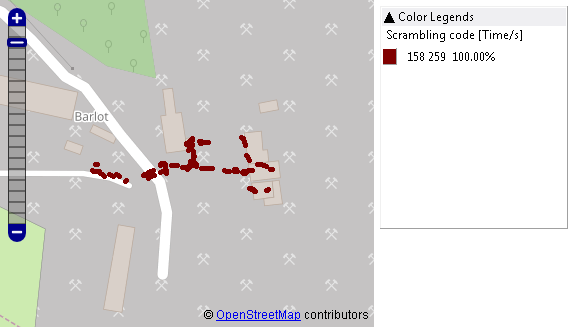 Barlot
© OpenStreetMap contributors
Color Legends
Scrambling code [Time/s]
158 259 100.00%